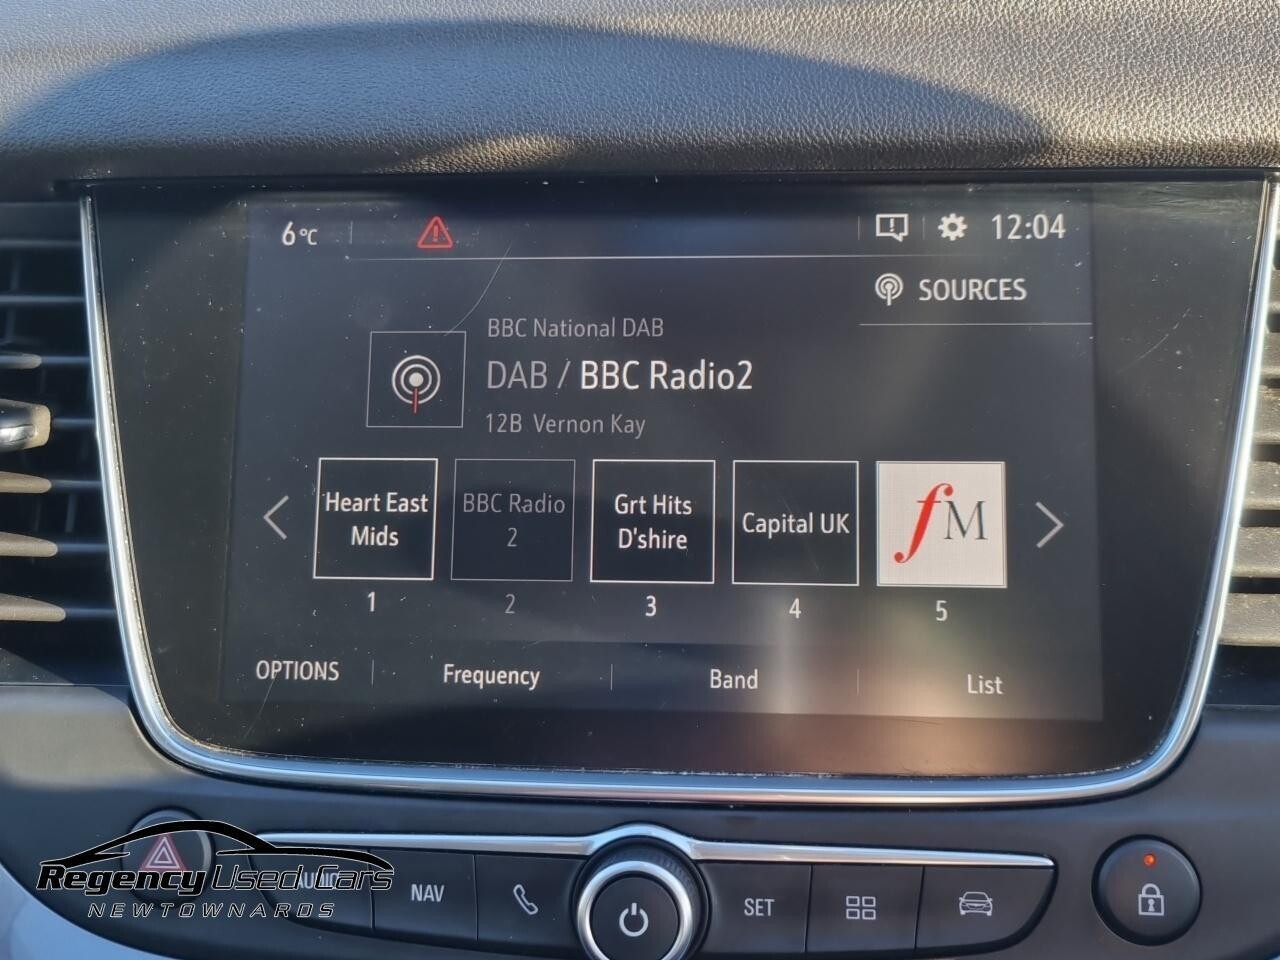 6°C
12:04
SOURCES
BBC National DAB
DAB / BBC Radio2
12B Vernon Kay
Heart East
Mids
BBC Radio
2
Grt Hits
D'shire
Capital UK
fM
1
2
3
4
5
OPTIONS
Frequency
Band
List
AUDIO
NAV
SET
Regency Used Cars
NEWTOWNARDS